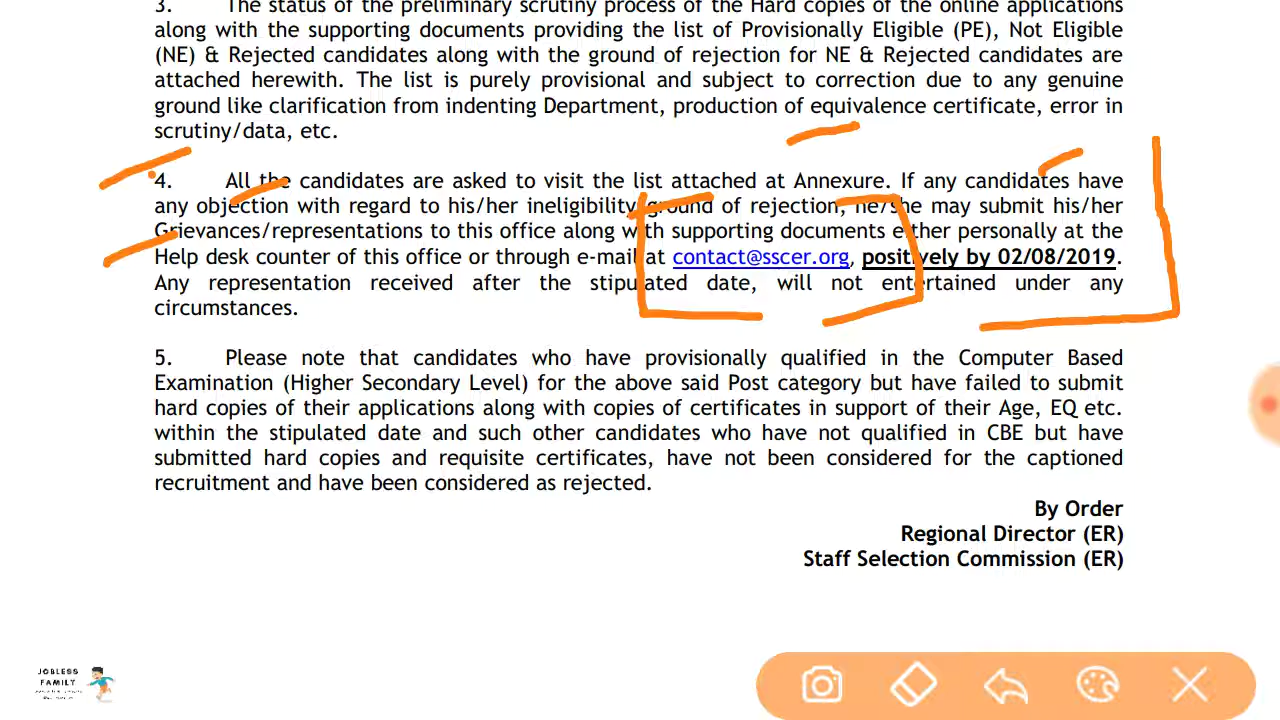 3. The status of the preliminary scrutiny process of the Hard copies of the online applications
along with the supporting documents providing the list of Provisionally Eligible (PE), Not Eligible
(NE) & Rejected candidates along with the ground of rejection for NE & Rejected candidates are
attached herewith. The list is purely provisional and subject to correction due to any genuine
ground like clarification from indenting Department, production of equivalence certificate, error in
scrutiny/data, etc.
4. All the candidates are asked to visit the list attached at Annexure. If any candidates have
any objection with regard to his/her ineligibility/ground of rejection, he/she may submit his/her
Grievances/representations to this office along with supporting documents either personally at the
Help desk counter of this office or through e-mail at contact@sscer.org, positively by 02/08/2019.
Any representation received after the stipulated date, will not entertained under any
circumstances.
5. Please note that candidates who have provisionally qualified in the Computer Based
Examination (Higher Secondary Level) for the above said Post category but have failed to submit
hard copies of their applications along with copies of certificates in support of their Age, EQ etc.
within the stipulated date and such other candidates who have not qualified in CBE but have
submitted hard copies and requisite certificates, have not been considered for the captioned
recruitment and have been considered as rejected.
By Order
Regional Director (ER)
Staff Selection Commission (ER)
JOBLESS
FAMILY